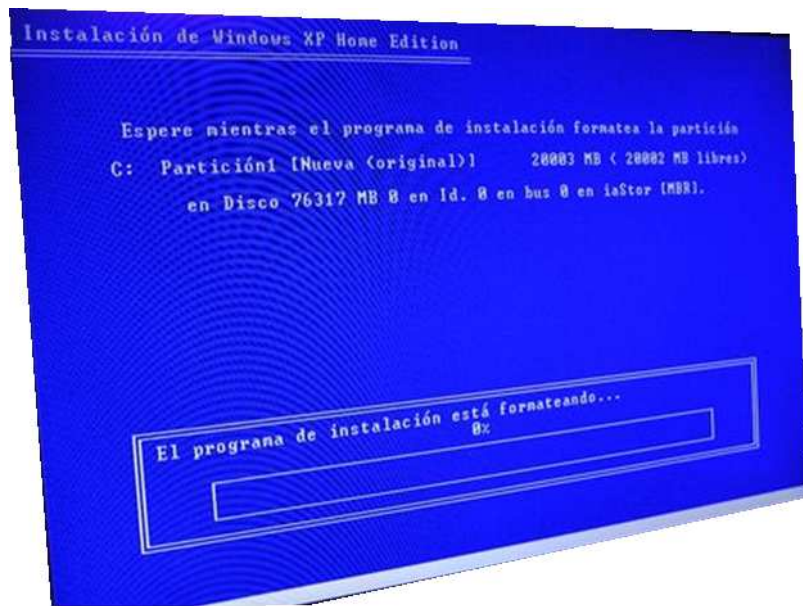 Instalación de Windows XP Home Edition
Espere mientras el programa de instalación formatea la partición
C: Partición1 [Nueva (original)] 20003 MB ( 20002 MB libres)
en Disco 76317 MB 0 en Id. 0 en bus 0 en iaStor [MBR].
El programa de instalación está formateando...
0%